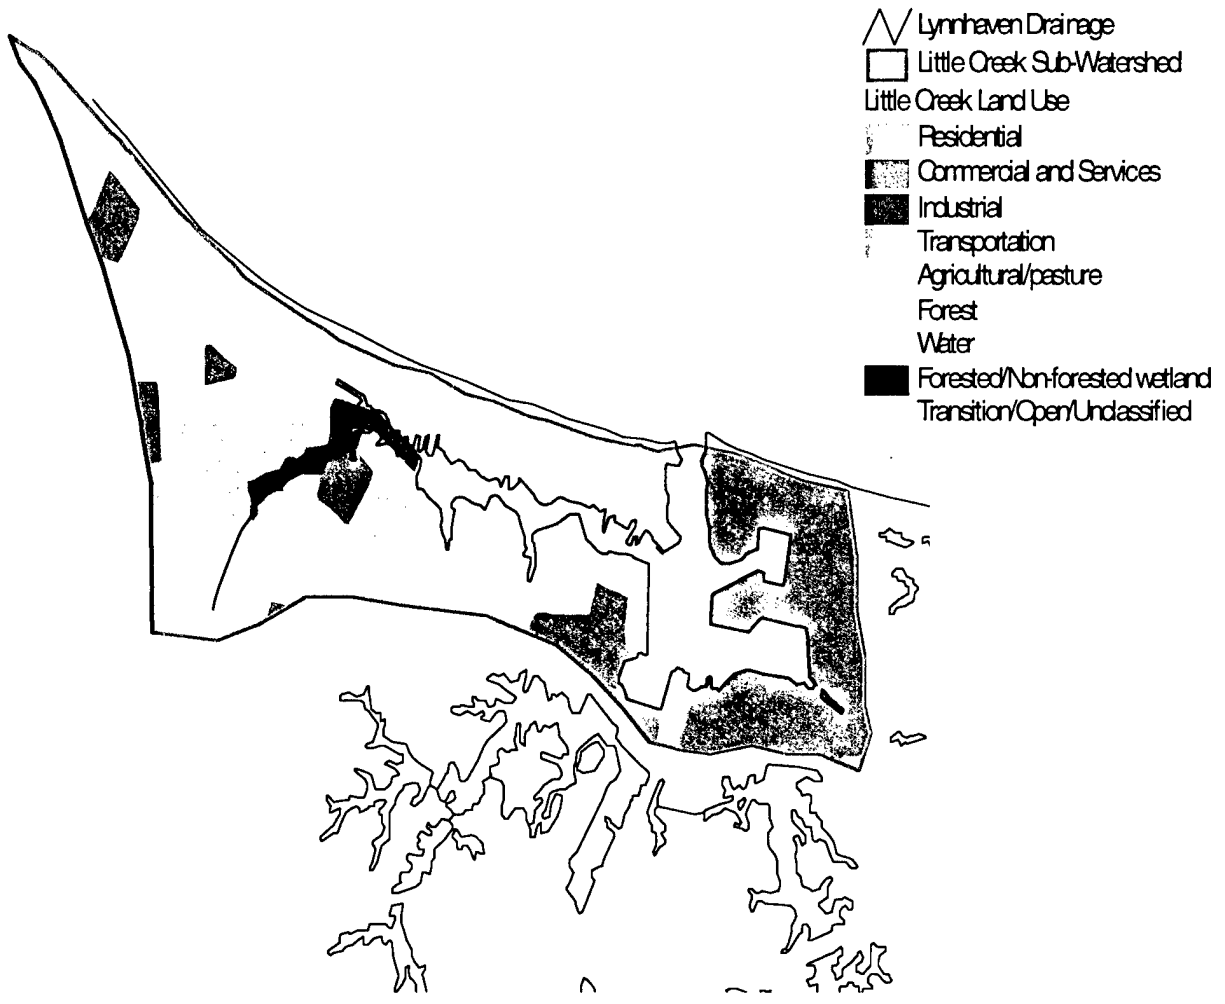 Lynnhaven Drainage
Little Creek Sub-Watershed
Little Creek Land Use
Residential
Commercial and Services
Industrial
Transportation
Agricultural/pasture
Forest
Water
Forested/Non-forested wetland
Transition/Open/Unclassified